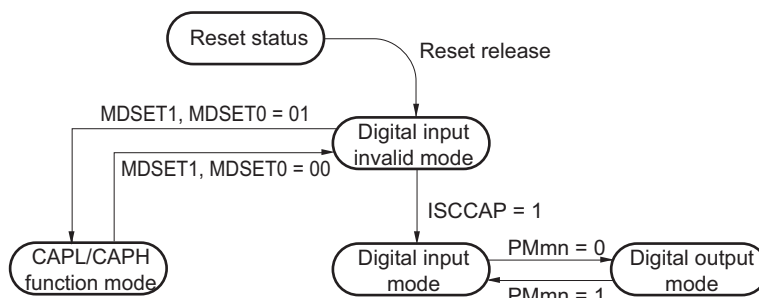 Reset status
Reset release
MDSET1, MDSET0 = 01
Digital input
invalid mode
MDSET1, MDSET0 = 00
ISCCAP = 1
CAPL/CAPH
function mode
Digital input
mode
PMmn = 0
PMmn = 1
Digital output
mode